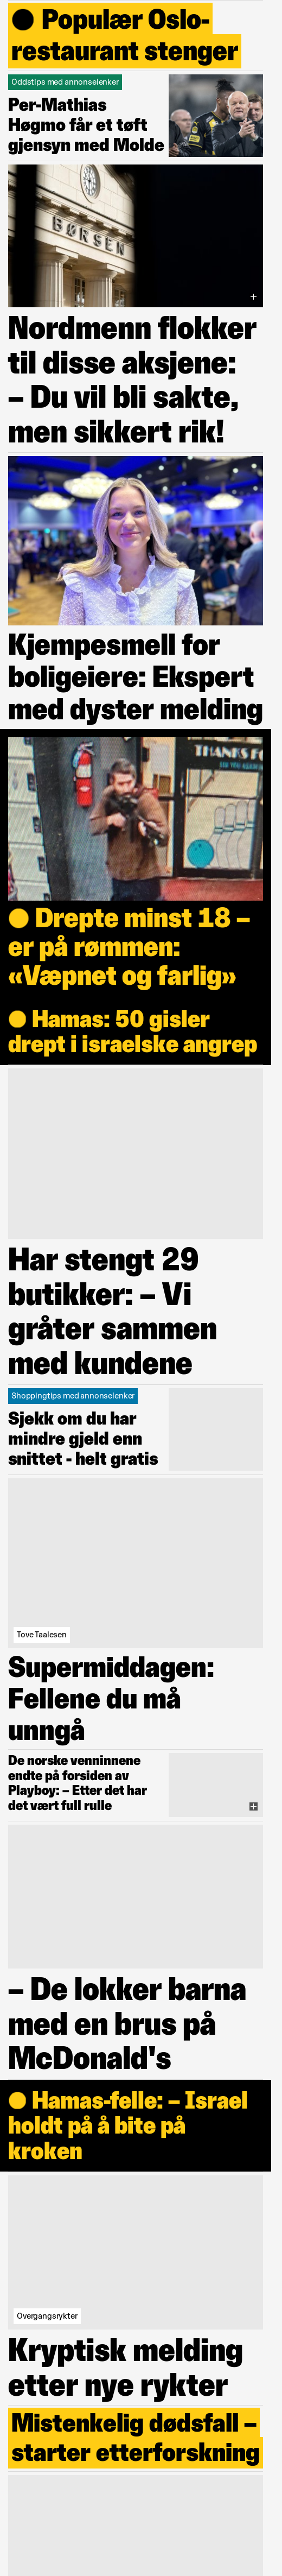 ● Populær Oslo-
restaurant stenger
Oddstips med annonselenker
Per-Mathias
Høgmo får et tøft
gjensyn med Molde
BØRSEN
Nordmenn flokker
til disse aksjene:
– Du vil bli sakte,
men sikkert rik!
Kjempesmell for
boligeiere: Ekspert
med dyster melding
THANKS F
● Drepte minst 18 –
er på rømmen:
«Væpnet og farlig»
● Hamas: 50 gisler
drept i israelske angrep
Har stengt 29
butikker: – Vi
gråter sammen
med kundene
Shoppingtips med annonselenker
Sjekk om du har
mindre gjeld enn
snittet - helt gratis
Tove Taalesen
Supermiddagen:
Fellene du må
unngå
De norske venninnene
endte på forsiden av
Playboy: – Etter det har
det vært full rulle
– De lokker barna
med en brus på
McDonald's
● Hamas-felle: – Israel
holdt på å bite på
kroken
Overgangsrykter
Kryptisk melding
etter nye rykter
Mistenkelig dødsfall –
starter etterforskning